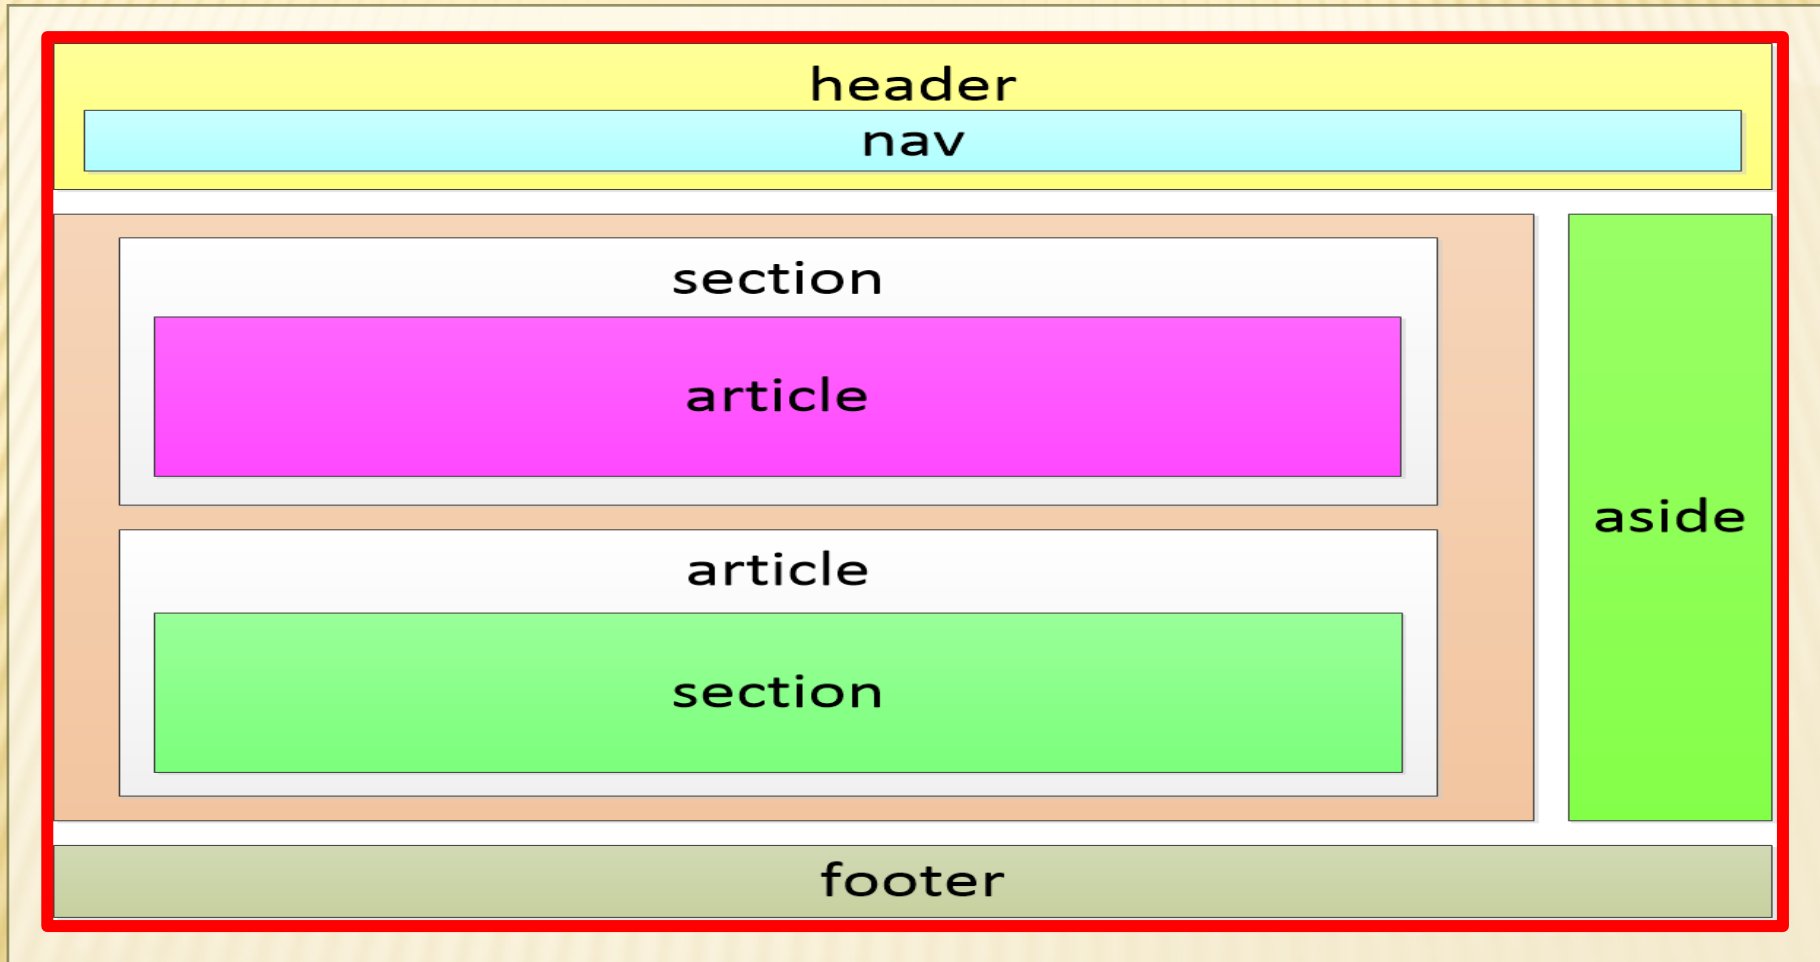 header
nav
section
article
article
section
aside
footer